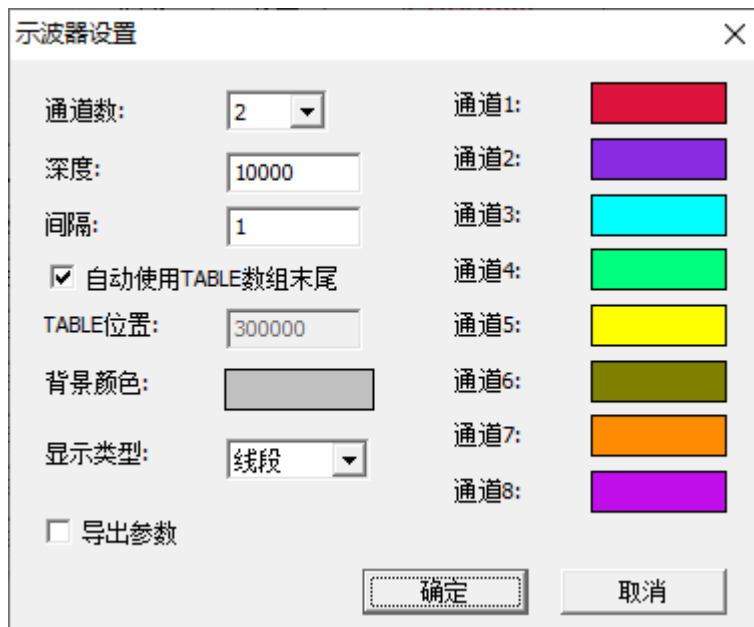 示波器设置
通道数:
2
深度:
10000
间隔:
1
自动使用TABLE数组末尾
TABLE位置:
300000
背景颜色:
显示类型:
线段
导出参数
通道1:
通道2:
通道3:
通道4:
通道5:
通道6:
通道7:
通道8:
确定
取消